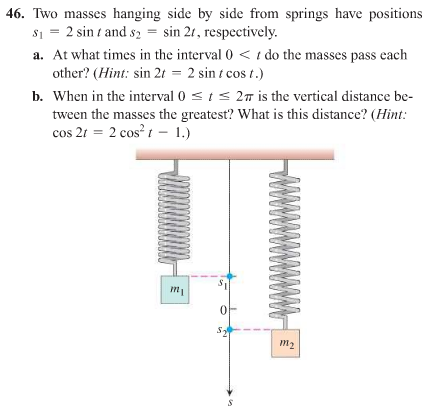 46. Two masses hanging side by side from springs have positions
s₁ = 2 sin t and s₂ = sin 2t, respectively.
a. At what times in the interval 0 < t do the masses pass each
other? (Hint: sin 2t = 2 sin t cos t.)
b. When in the interval 0 ≤ t ≤ 2π is the vertical distance be-
tween the masses the greatest? What is this distance? (Hint:
cos 2t = 2 cos² t − 1.)
m₁
s₁
0
s₂
m₂
s